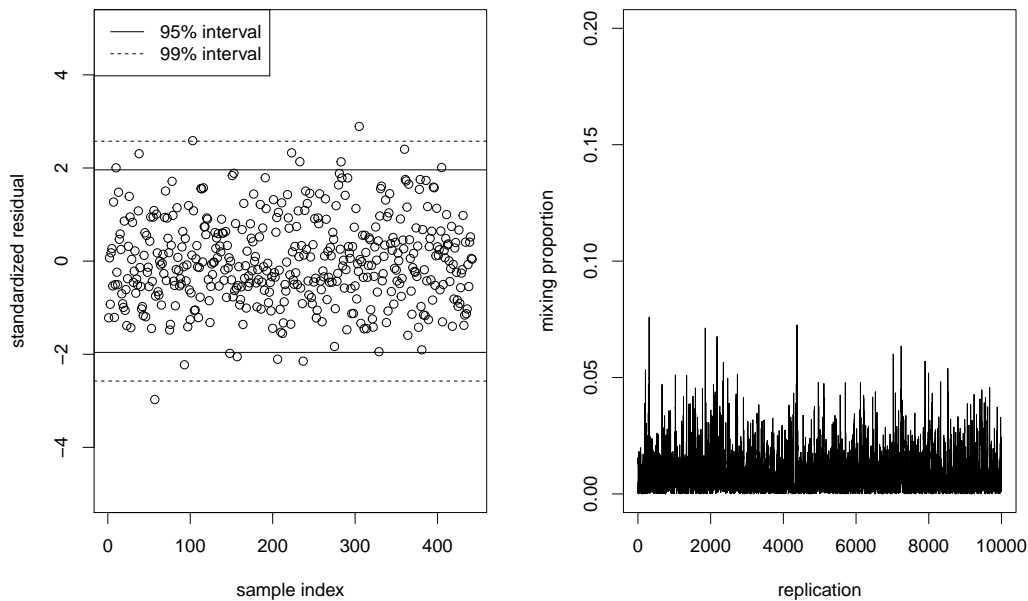 95% interval
99% interval
4
2
0
−2
−4
standardized residual
0 100 200 300 400
sample index
0.20
0.15
0.10
0.05
0.00
mixing proportion
0 2000 4000 6000 8000 10000
replication